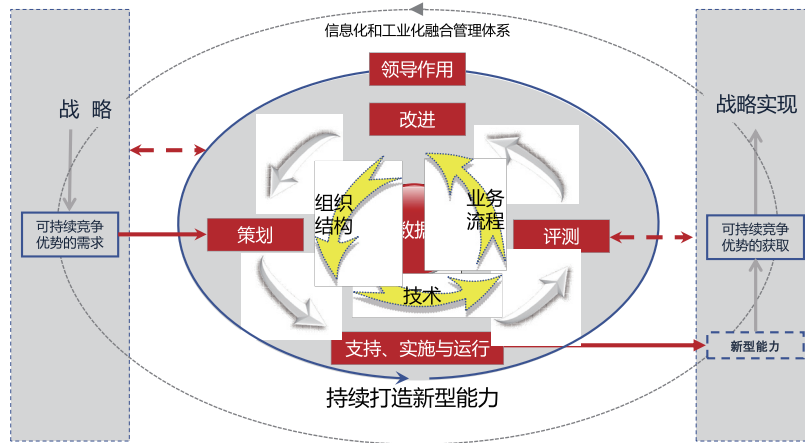 信息化和工业化融合管理体系
领导作用
改进
战 略
战略实现
组织
结构
业务
流程
数据
可持续竞争
优势的需求
策划
评测
可持续竞争
优势的获取
技术
支持、实施与运行
新型能力
持续打造新型能力